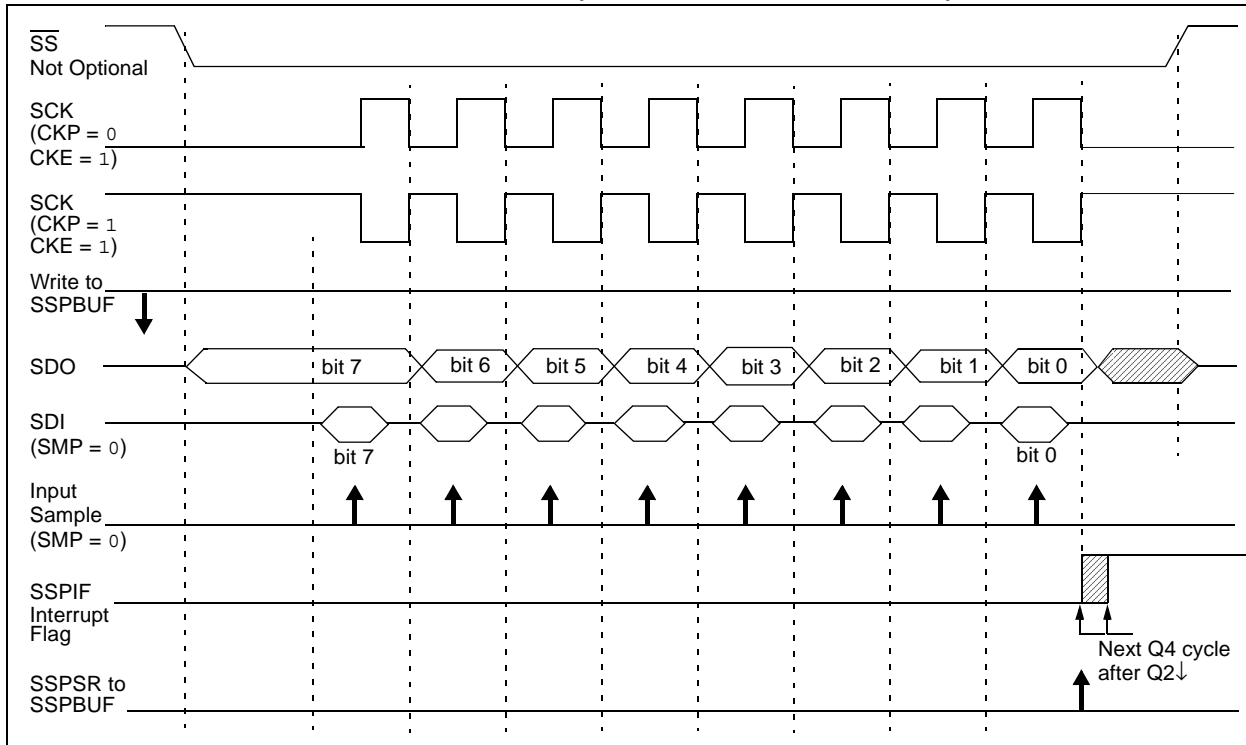 SS
Not Optional
SCK
(CKP = 0
CKE = 1)
SCK
(CKP = 1
CKE = 1)
Write to
SSPBUF
SDO
bit 7
bit 6
bit 5
bit 4
bit 3
bit 2
bit 1
bit 0
SDI
(SMP = 0)
bit 7
bit 0
Input
Sample
(SMP = 0)
SSPIF
Interrupt
Flag
Next Q4 cycle
after Q2↓
SSPSR to
SSPBUF